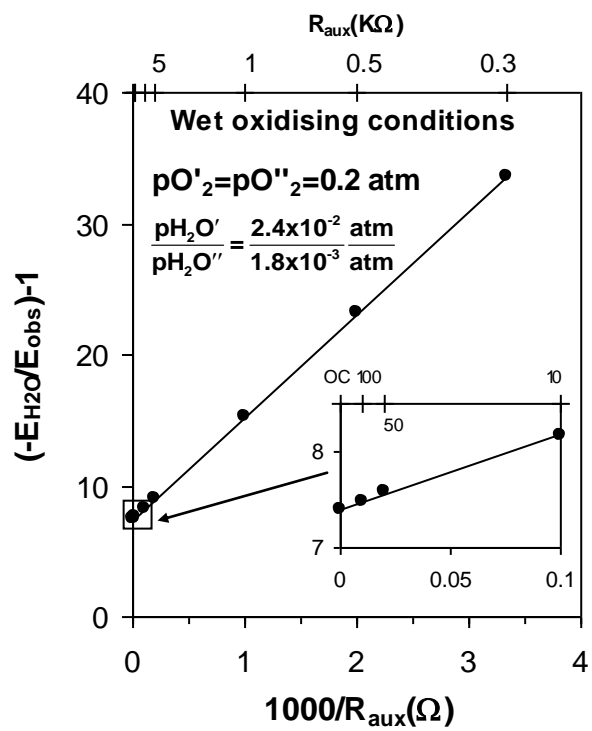 R_aux(KΩ)
5 1 0.5 0.3
40
Wet oxidising conditions
pO'₂=pO''₂=0.2 atm
pH₂O′ / pH₂O″ = 2.4x10⁻² / 1.8x10⁻³ atm / atm
30
(-E_H2O/E_obs)-1
20
OC 100 10
50
8
10
7
0 0.05 0.1
0
0 1 2 3 4
1000/R_aux(Ω)